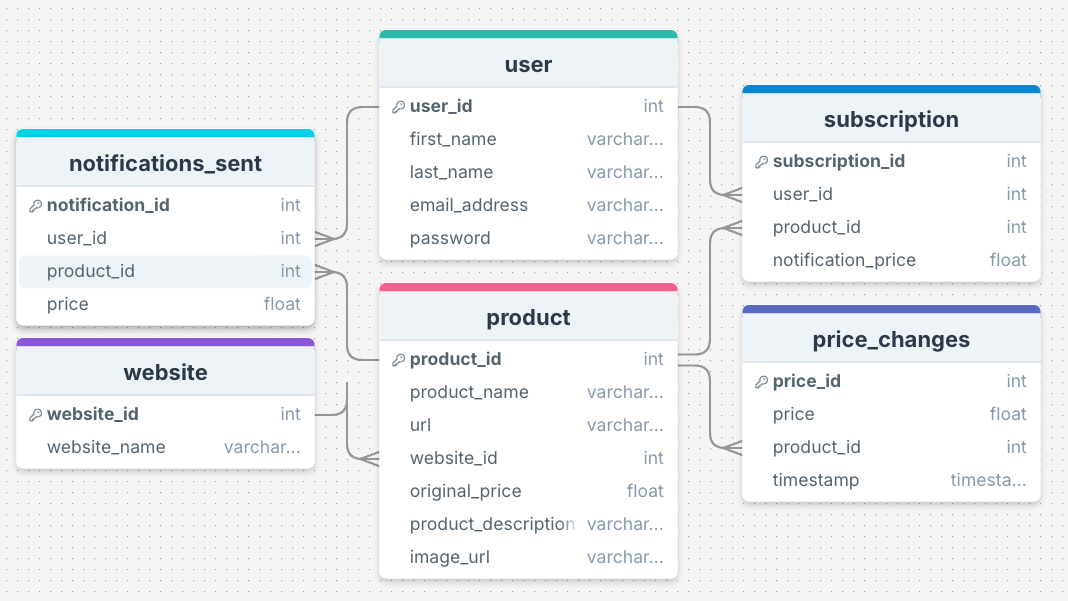 user
user_id int
first_name varchar...
last_name varchar...
email_address varchar...
password varchar...
subscription
subscription_id int
user_id int
product_id int
notification_price float
notifications_sent
notification_id int
user_id int
product_id int
price float
product
product_id int
product_name varchar...
url varchar...
website_id int
original_price float
product_description varchar...
image_url varchar...
price_changes
price_id int
price float
product_id int
timestamp timesta...
website
website_id int
website_name varchar...